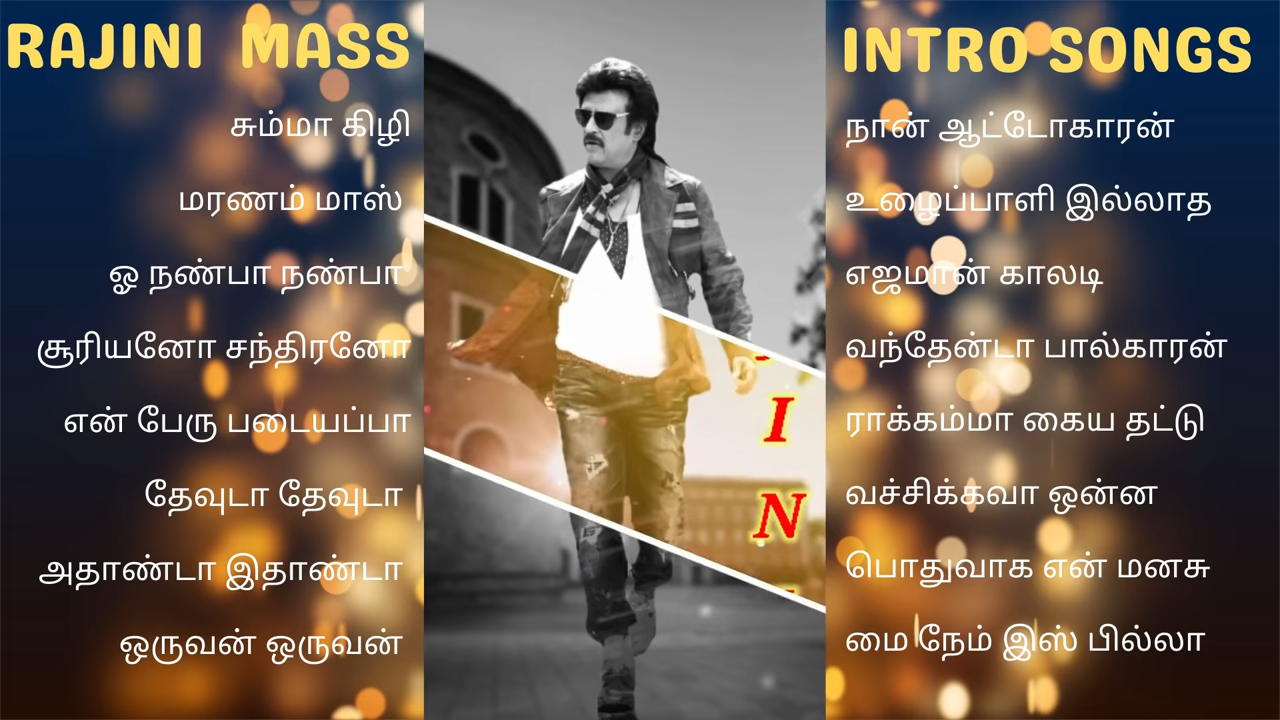 RAJINI MASS
சும்மா கிழி
மரணம் மாஸ்
ஓ நண்பா நண்பா
சூரியனோ சந்திரனோ
என் பேரு படையப்பா
தேவுடா தேவுடா
அதாண்டா இதாண்டா
ஒருவன் ஒருவன்
I
N
INTRO SONGS
நான் ஆட்டோகாரன்
உழைப்பாளி இல்லாத
எஜமான் காலடி
வந்தேன்டா பால்காரன்
ராக்கம்மா கைய தட்டு
வச்சிக்கவா ஒன்ன
பொதுவாக என் மனசு
மை நேம் இஸ் பில்லா